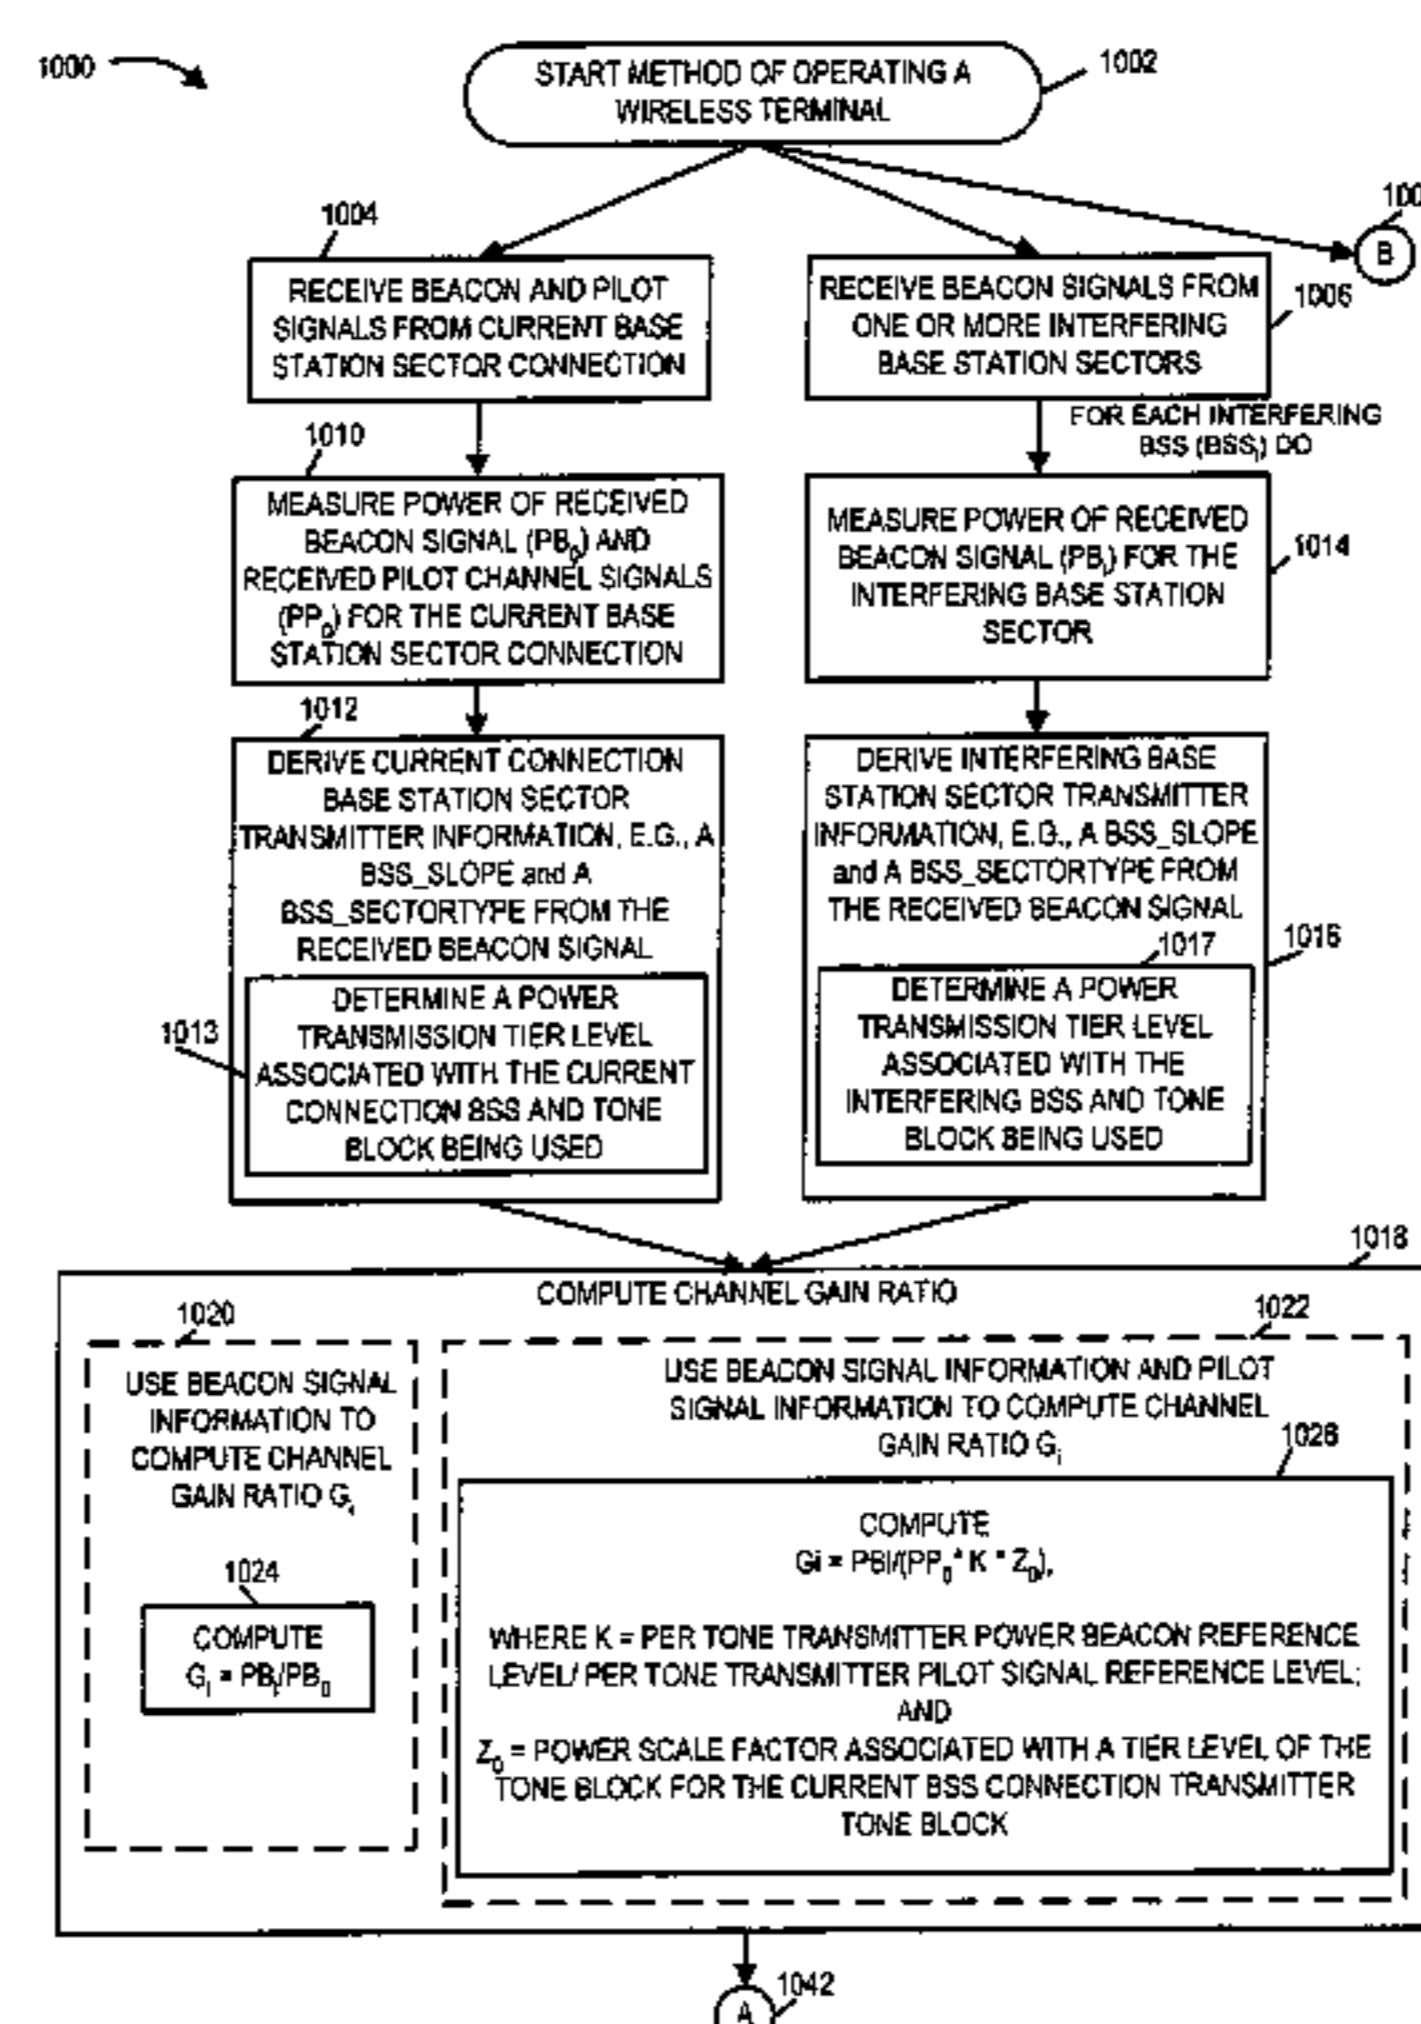 1000
START METHOD OF OPERATING A
WIRELESS TERMINAL
1002
1004
RECEIVE BEACON AND PILOT
SIGNALS FROM CURRENT BASE
STATION SECTOR CONNECTION
RECEIVE BEACON SIGNALS FROM
ONE OR MORE INTERFERING
BASE STATION SECTORS
1006
100
B
FOR EACH INTERFERING
BSS (BSSᵢ) DO
1010
MEASURE POWER OF RECEIVED
BEACON SIGNAL (PB₀) AND
RECEIVED PILOT CHANNEL SIGNALS
(PP₀) FOR THE CURRENT BASE
STATION SECTOR CONNECTION
MEASURE POWER OF RECEIVED
BEACON SIGNAL (PBᵢ) FOR THE
INTERFERING BASE STATION
SECTOR
1014
1012
DERIVE CURRENT CONNECTION
BASE STATION SECTOR
TRANSMITTER INFORMATION, E.G., A
BSS_SLOPE and A
BSS_SECTORTYPE FROM THE
RECEIVED BEACON SIGNAL
1013
DETERMINE A POWER
TRANSMISSION TIER LEVEL
ASSOCIATED WITH THE CURRENT
CONNECTION BSS AND TONE
BLOCK BEING USED
DERIVE INTERFERING BASE
STATION SECTOR TRANSMITTER
INFORMATION, E.G., A BSS_SLOPE
and A BSS_SECTORTYPE FROM
THE RECEIVED BEACON SIGNAL
1016
1017
DETERMINE A POWER
TRANSMISSION TIER LEVEL
ASSOCIATED WITH THE
INTERFERING BSS AND TONE
BLOCK BEING USED
1018
COMPUTE CHANNEL GAIN RATIO
1020
USE BEACON SIGNAL
INFORMATION TO
COMPUTE CHANNEL
GAIN RATIO Gᵢ
1024
COMPUTE
Gᵢ = PBᵢ/PB₀
1022
USE BEACON SIGNAL INFORMATION AND PILOT
SIGNAL INFORMATION TO COMPUTE CHANNEL
GAIN RATIO Gᵢ
1026
COMPUTE
Gi = PBi/(PP₀ * K * Z₀),
WHERE K = PER TONE TRANSMITTER POWER BEACON REFERENCE
LEVEL/ PER TONE TRANSMITTER PILOT SIGNAL REFERENCE LEVEL;
AND
Z₀ = POWER SCALE FACTOR ASSOCIATED WITH A TIER LEVEL OF THE
TONE BLOCK FOR THE CURRENT BSS CONNECTION TRANSMITTER
TONE BLOCK
A
1042